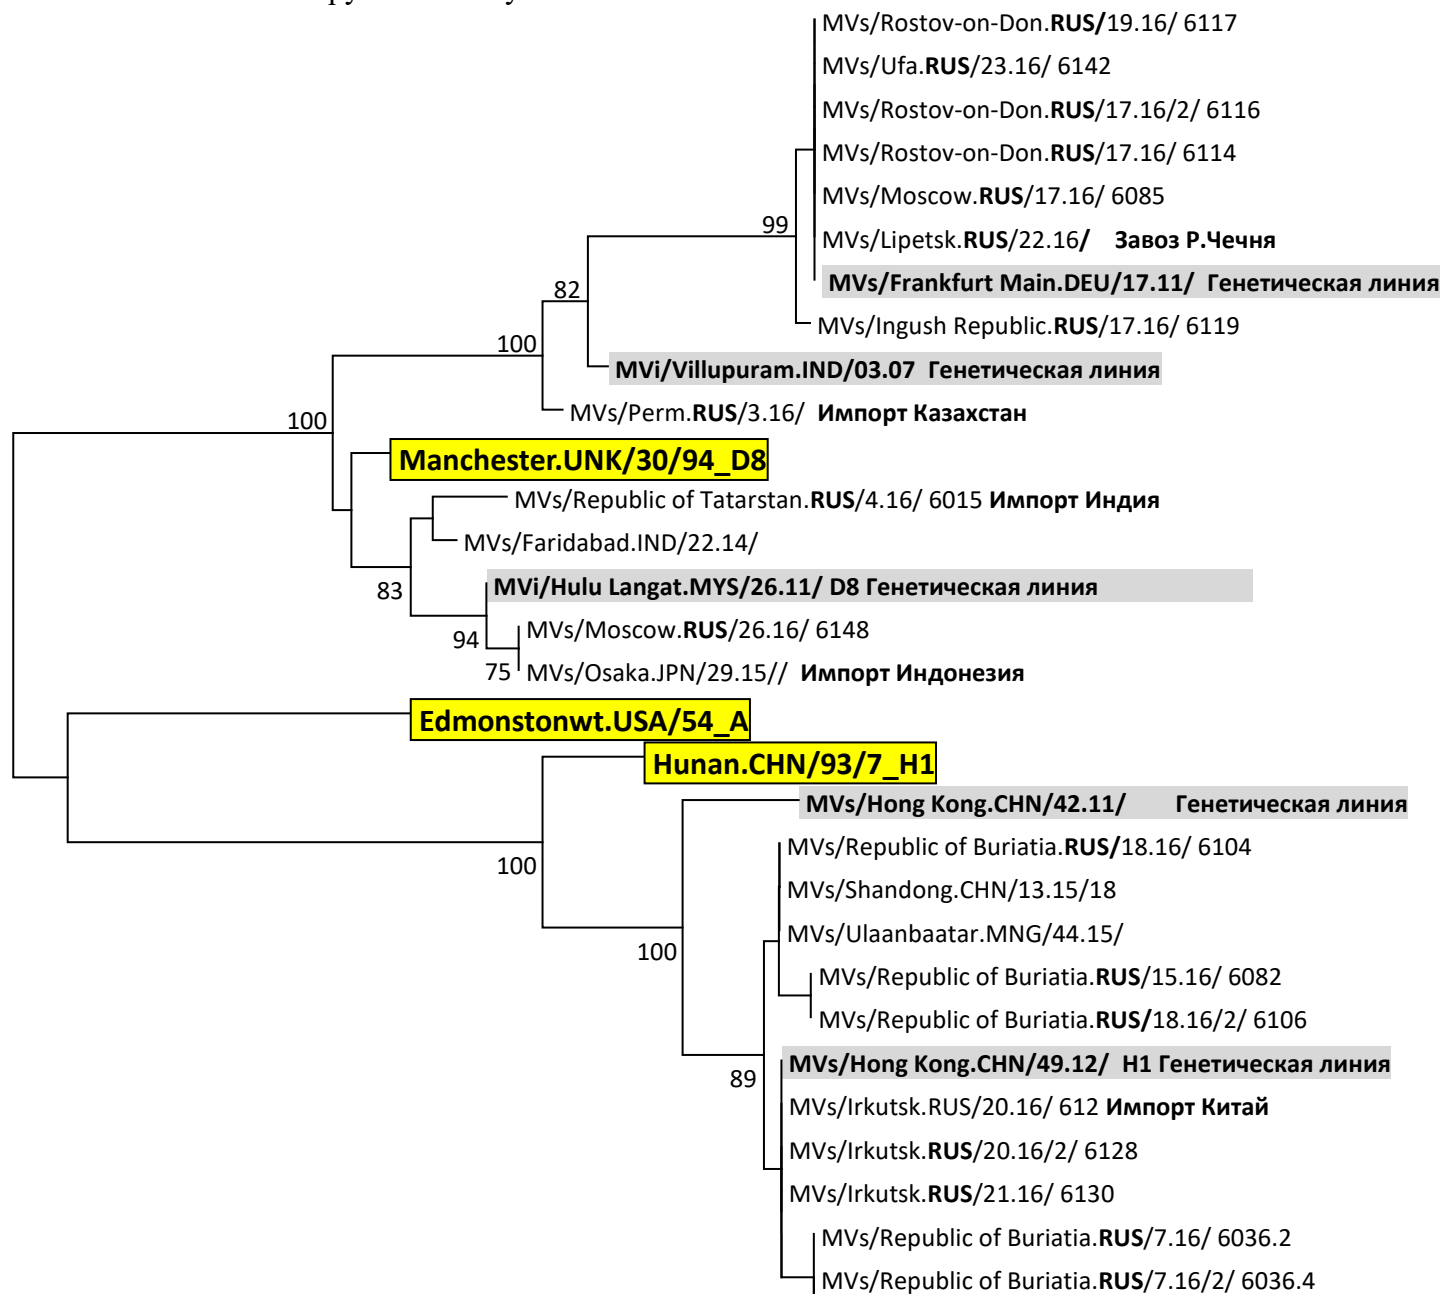 MVs/Rostov-on-Don.RUS/19.16/ 6117
MVs/Ufa.RUS/23.16/ 6142
MVs/Rostov-on-Don.RUS/17.16/2/ 6116
MVs/Rostov-on-Don.RUS/17.16/ 6114
MVs/Moscow.RUS/17.16/ 6085
99
MVs/Lipetsk.RUS/22.16/ Завоз Р.Чечня
MVs/Frankfurt Main.DEU/17.11/ Генетическая линия
82
MVs/Ingush Republic.RUS/17.16/ 6119
100
MVi/Villupuram.IND/03.07 Генетическая линия
MVs/Perm.RUS/3.16/ Импорт Казахстан
100
Manchester.UNK/30/94_D8
MVs/Republic of Tatarstan.RUS/4.16/ 6015 Импорт Индия
MVs/Faridabad.IND/22.14/
83
MVi/Hulu Langat.MYS/26.11/ D8 Генетическая линия
MVs/Moscow.RUS/26.16/ 6148
94
75
MVs/Osaka.JPN/29.15// Импорт Индонезия
Edmonstonwt.USA/54_A
Hunan.CHN/93/7_H1
MVs/Hong Kong.CHN/42.11/ Генетическая линия
MVs/Republic of Buriatia.RUS/18.16/ 6104
100
MVs/Shandong.CHN/13.15/18
MVs/Ulaanbaatar.MNG/44.15/
100
MVs/Republic of Buriatia.RUS/15.16/ 6082
MVs/Republic of Buriatia.RUS/18.16/2/ 6106
MVs/Hong Kong.CHN/49.12/ H1 Генетическая линия
89
MVs/Irkutsk.RUS/20.16/ 612 Импорт Китай
MVs/Irkutsk.RUS/20.16/2/ 6128
MVs/Irkutsk.RUS/21.16/ 6130
MVs/Republic of Buriatia.RUS/7.16/ 6036.2
MVs/Republic of Buriatia.RUS/7.16/2/ 6036.4